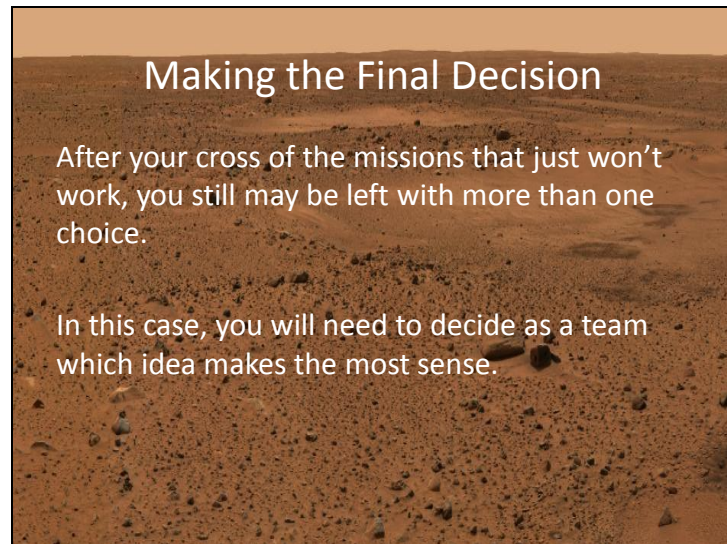 Making the Final Decision
After your cross of the missions that just won’t
work, you still may be left with more than one
choice.
In this case, you will need to decide as a team
which idea makes the most sense.